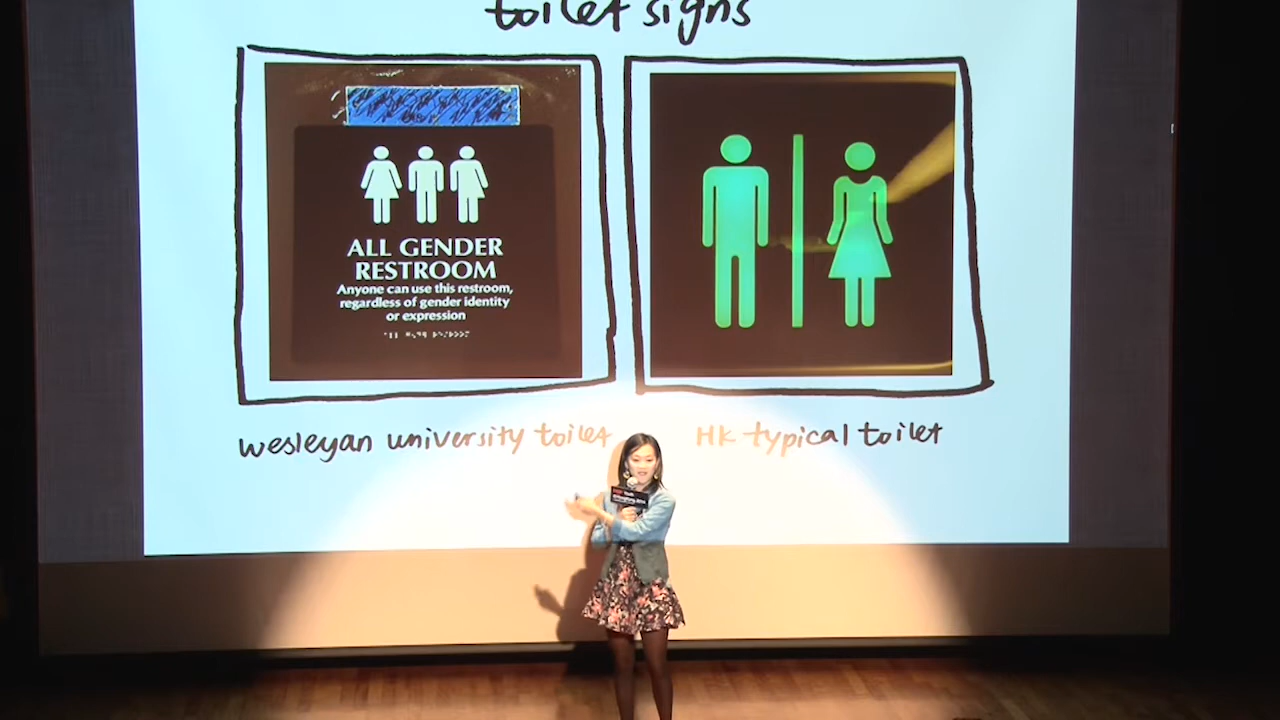 toilet signs
ALL GENDER
RESTROOM
Anyone can use this restroom,
regardless of gender identity
or expression
wesleyan university toilet
HK typical toilet